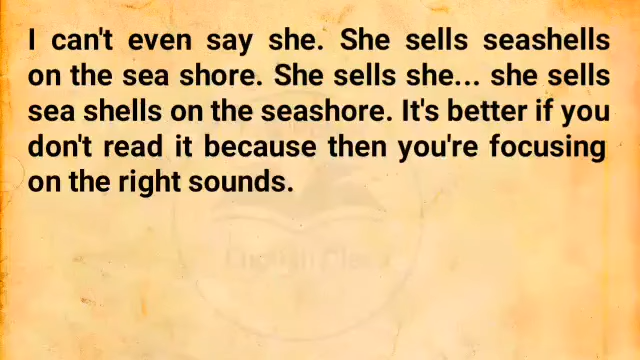 I can't even say she. She sells seashells
on the sea shore. She sells she... she sells
sea shells on the seashore. It's better if you
don't read it because then you're focusing
on the right sounds.